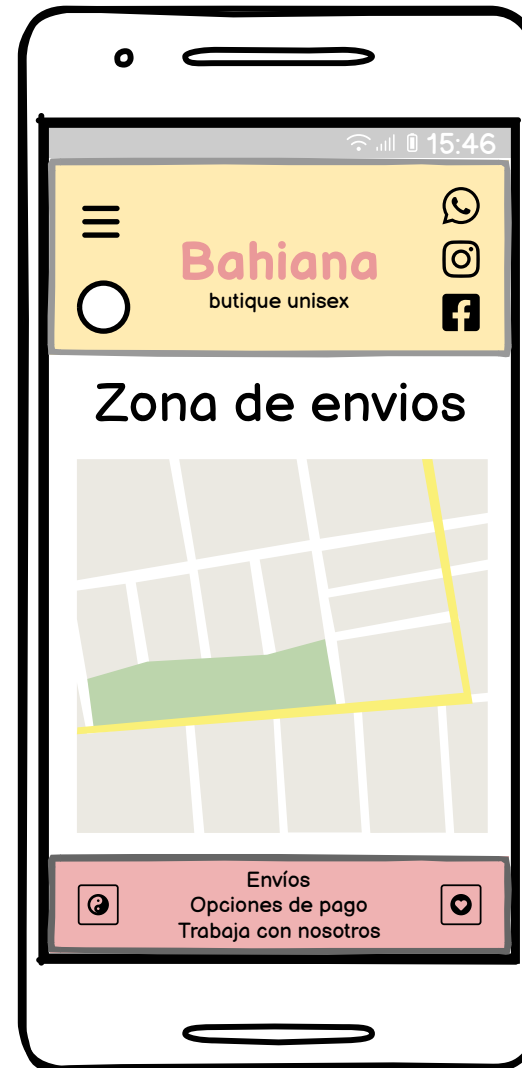 15:46
Bahiana
butique unisex
Zona de envios
Envíos
Opciones de pago
Trabaja con nosotros